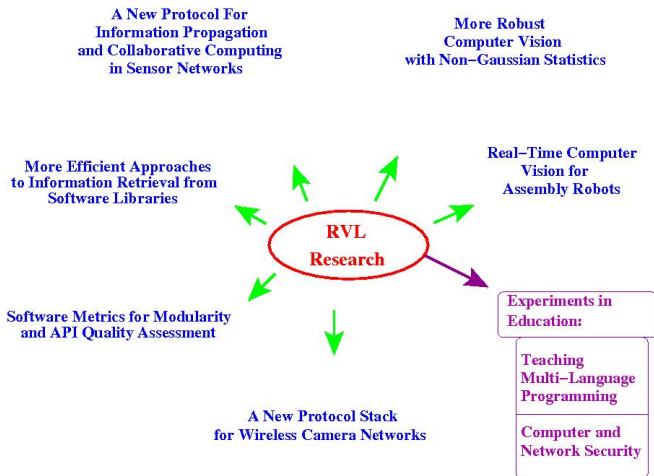 A New Protocol For
Information Propagation
and Collaborative Computing
in Sensor Networks
More Robust
Computer Vision
with Non-Gaussian Statistics
More Efficient Approaches
to Information Retrieval from
Software Libraries
Real-Time Computer
Vision for
Assembly Robots
RVL
Research
Software Metrics for Modularity
and API Quality Assessment
Experiments in
Education:
Teaching
Multi-Language
Programming
Computer and
Network Security
A New Protocol Stack
for Wireless Camera Networks